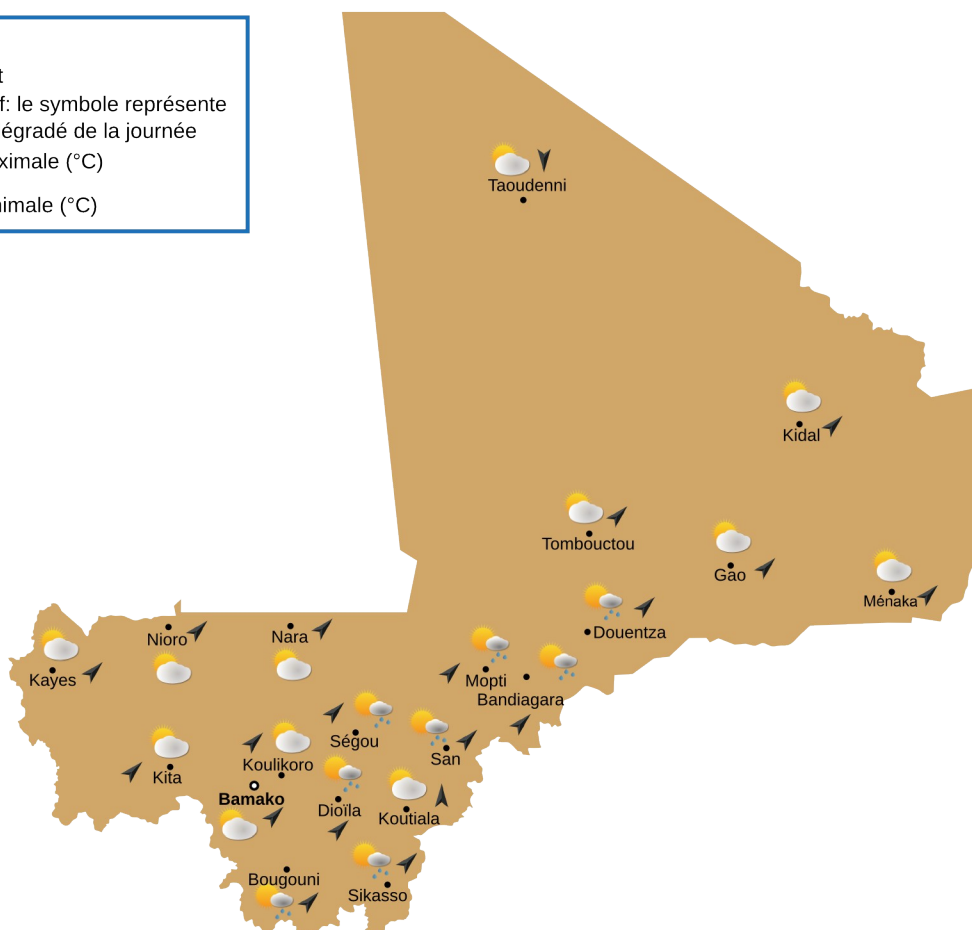 t
f: le symbole représente
égradé de la journée
ximale (°C)
imale (°C)
Taoudenni
Kidal
Tombouctou
Gao
Ménaka
Douentza
Nioro
Nara
Kayes
Mopti
Bandiagara
Ségou
San
Koulikoro
Kita
Bamako
Dioïla
Koutiala
Bougouni
Sikasso